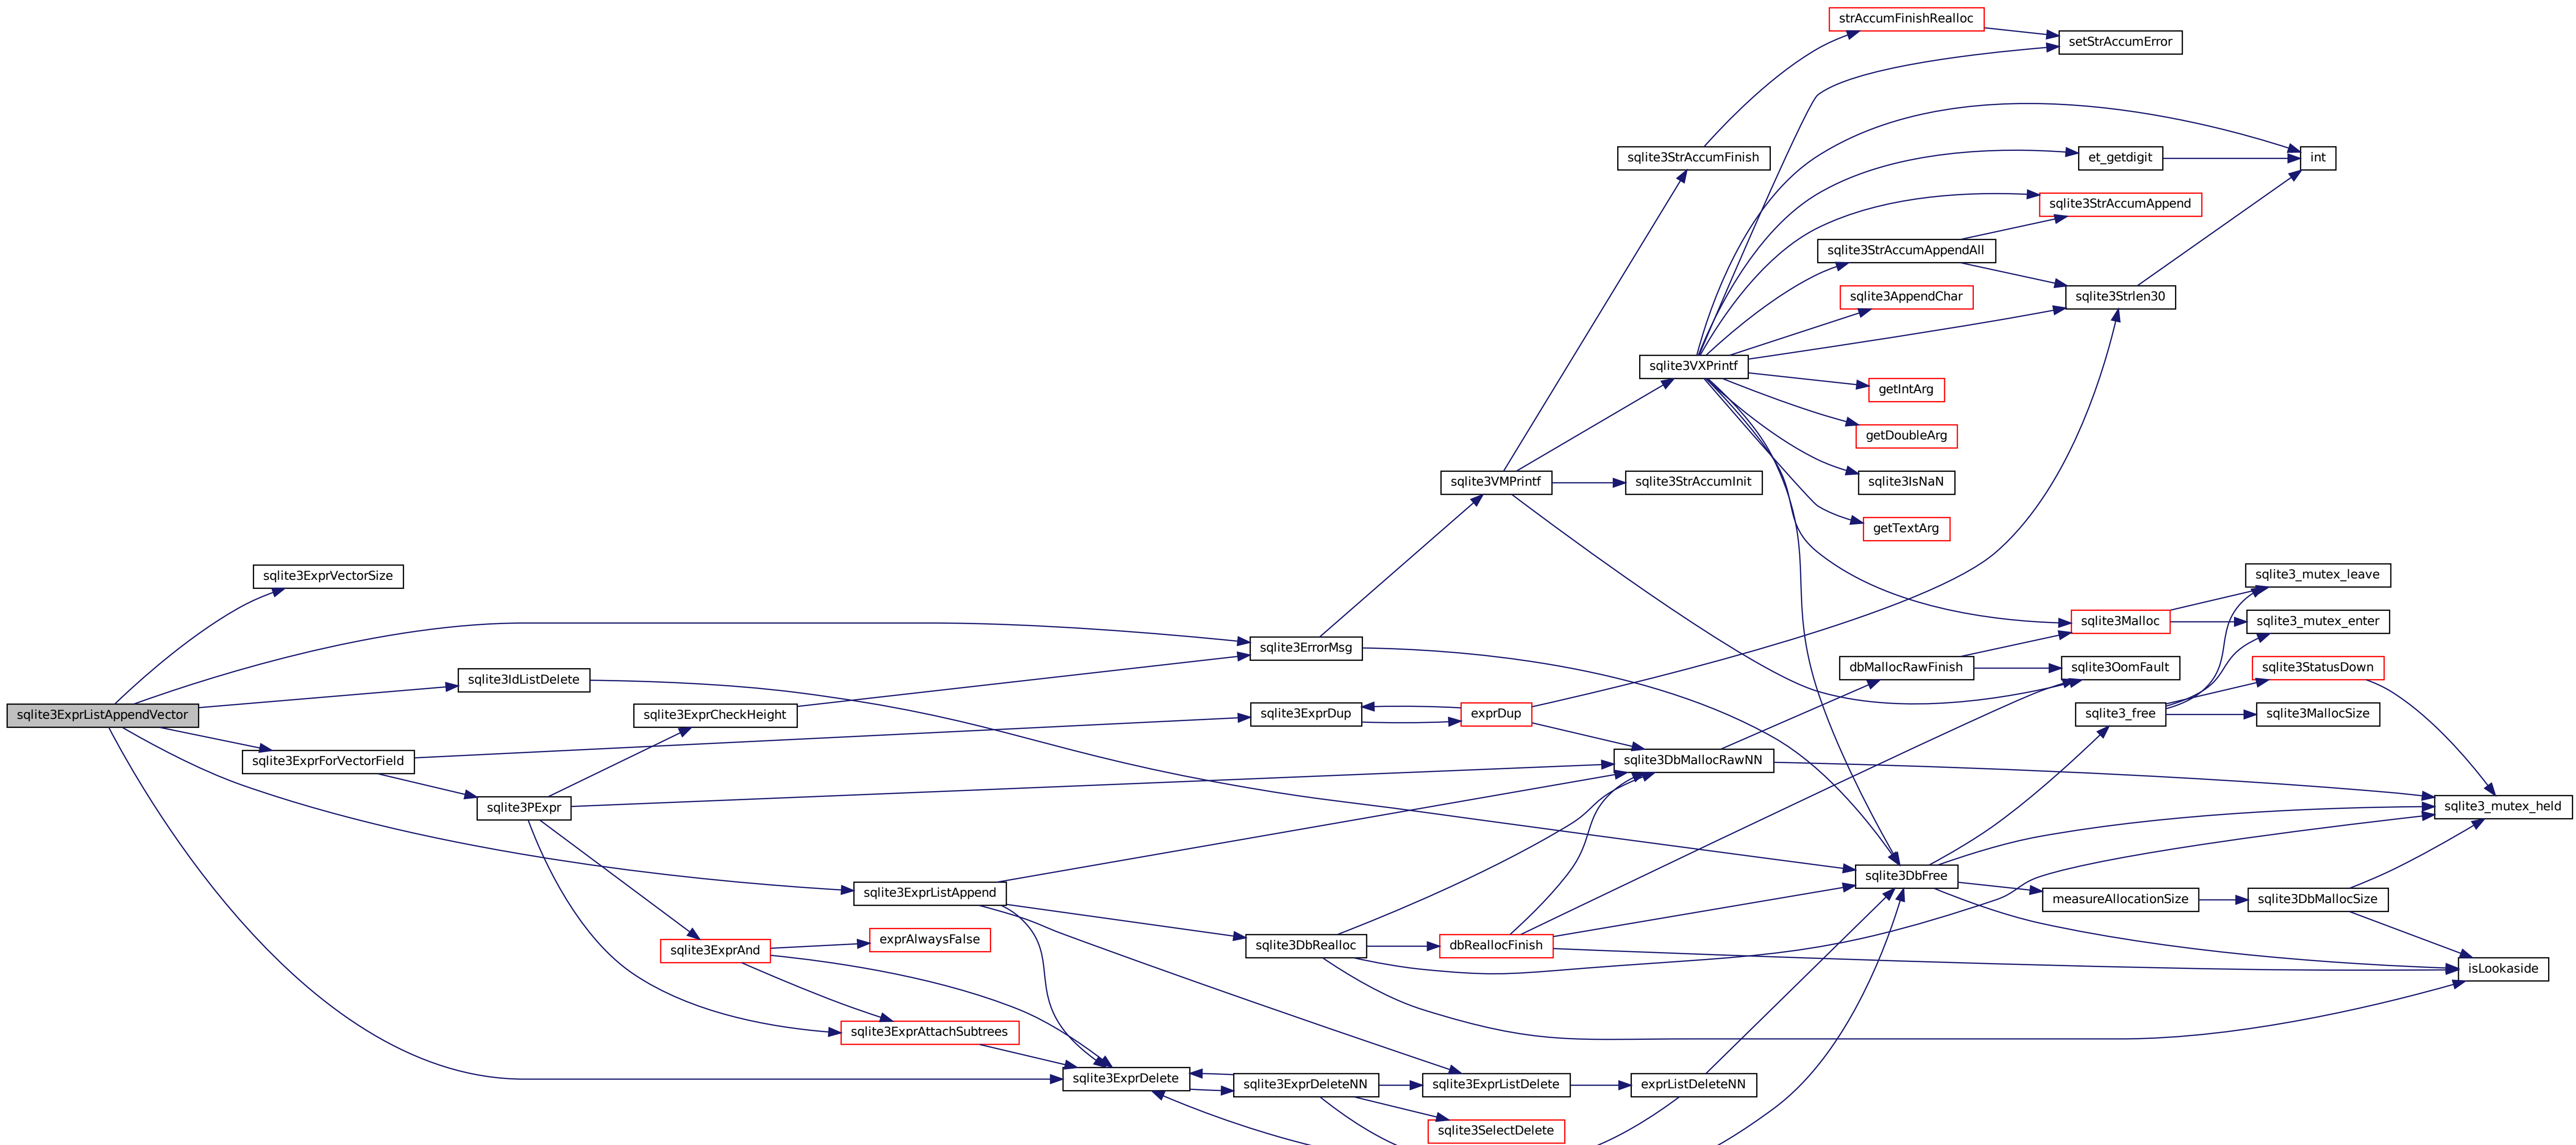 strAccumFinishRealloc
setStrAccumError
sqlite3StrAccumFinish
et_getdigit
int
sqlite3StrAccumAppend
sqlite3StrAccumAppendAll
sqlite3AppendChar
sqlite3Strlen30
sqlite3VXPrintf
getIntArg
getDoubleArg
sqlite3VMPrintf
sqlite3StrAccumInit
sqlite3IsNaN
getTextArg
sqlite3ExprVectorSize
sqlite3_mutex_leave
sqlite3Malloc
sqlite3_mutex_enter
sqlite3ErrorMsg
sqlite3IdListDelete
dbMallocRawFinish
sqlite3OomFault
sqlite3StatusDown
sqlite3ExprListAppendVector
sqlite3ExprCheckHeight
sqlite3ExprDup
exprDup
sqlite3_free
sqlite3MallocSize
sqlite3ExprForVectorField
sqlite3DbMallocRawNN
sqlite3PExpr
sqlite3_mutex_held
sqlite3ExprListAppend
sqlite3DbFree
measureAllocationSize
sqlite3DbMallocSize
sqlite3ExprAnd
exprAlwaysFalse
sqlite3DbRealloc
dbReallocFinish
isLookaside
sqlite3ExprAttachSubtrees
sqlite3ExprDelete
sqlite3ExprDeleteNN
sqlite3ExprListDelete
exprListDeleteNN
sqlite3SelectDelete